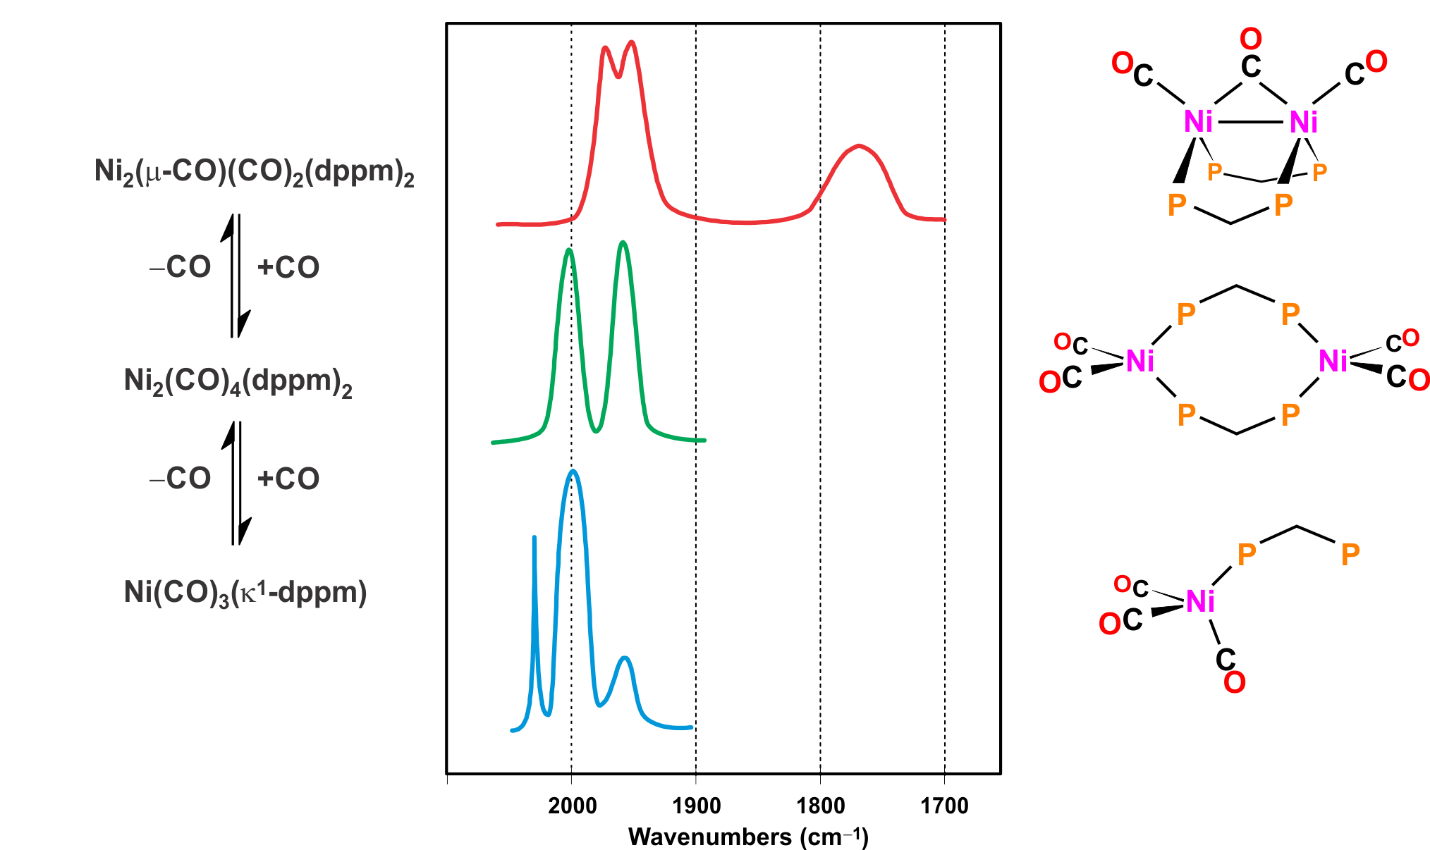 Ni₂(μ-CO)(CO)₂(dppm)₂
–CO +CO
Ni₂(CO)₄(dppm)₂
–CO +CO
Ni(CO)₃(κ¹-dppm)
2000 1900 1800 1700
Wavenumbers (cm⁻¹)
O
OC C CO
Ni Ni
P P
P P
P P
OC CO
Ni Ni
OC CO
P P
P P
OC Ni
OC
C
O